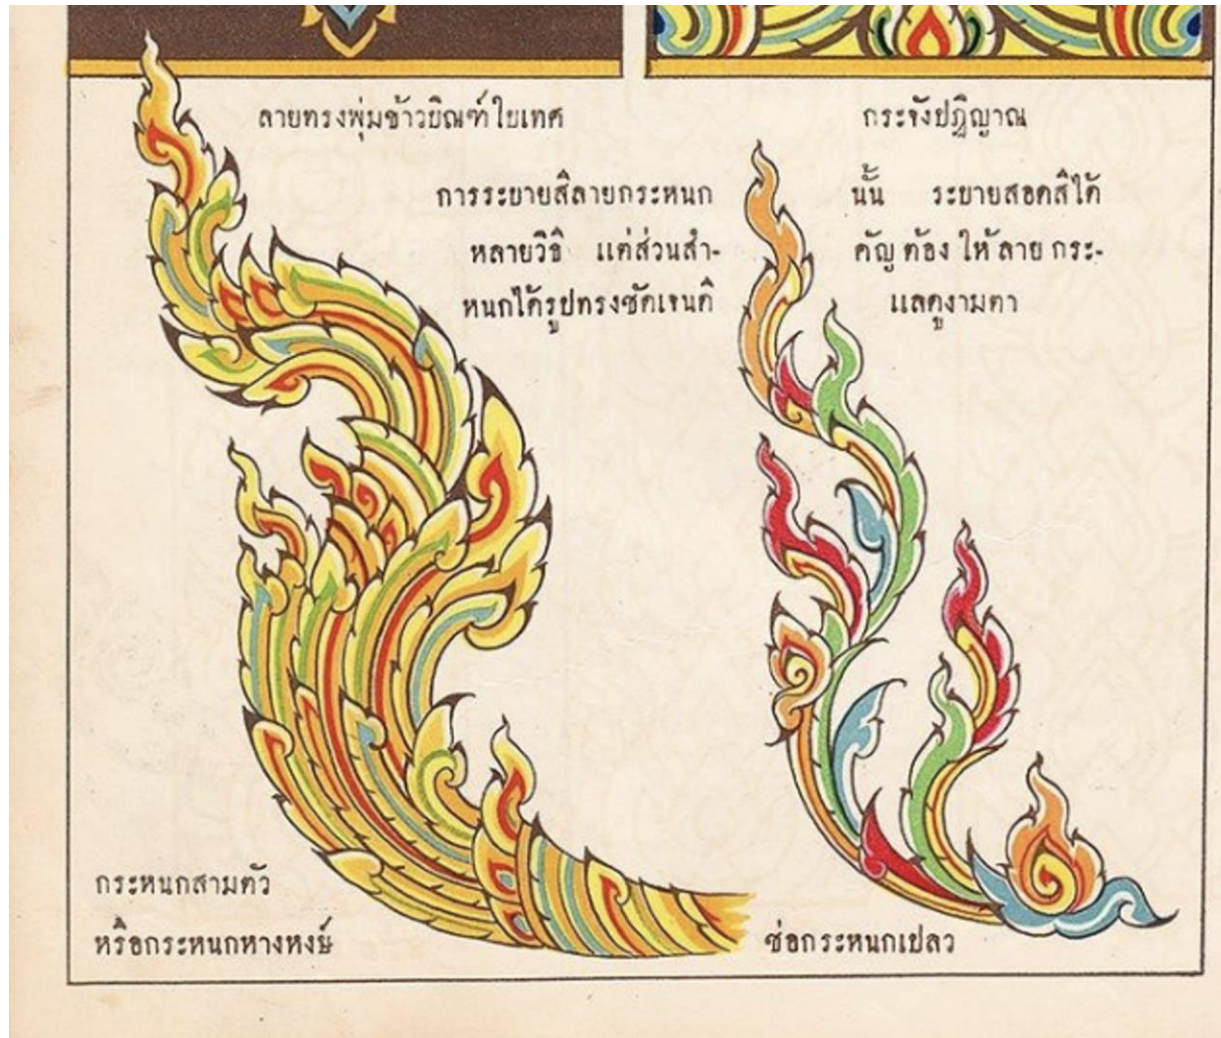 ลายทรงพุ่มข้าวบิณฑ์ใบเทศ
กระจังปฏิญาณ
การระบายสีลายกระหนก นั้น ระบายสอดสีได้
หลายวิธี แต่ส่วนสำ- คัญ ต้อง ให้ ลาย กระ-
หนกได้รูปทรงชัดเจนดี แลดูงามตา
กระหนกสามตัว
หรือกระหนกหางหงษ์
ช่อกระหนกเปลว